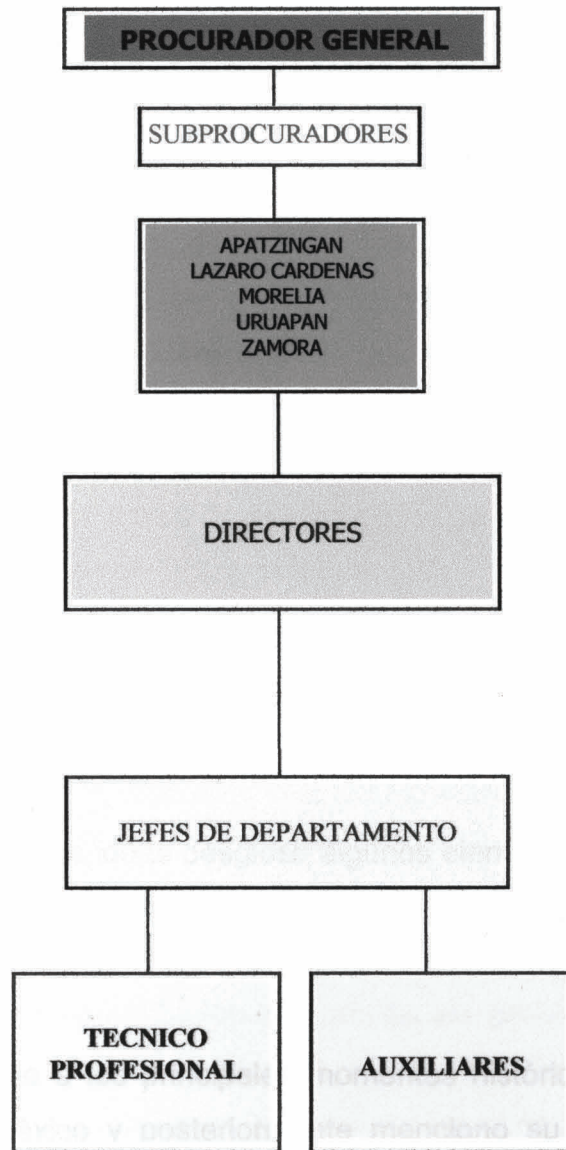 PROCURADOR GENERAL
SUBPROCURADORES
APATZINGAN
LAZARO CARDENAS
MORELIA
URUAPAN
ZAMORA
DIRECTORES
JEFES DE DEPARTAMENTO
TECNICO
PROFESIONAL
AUXILIARES